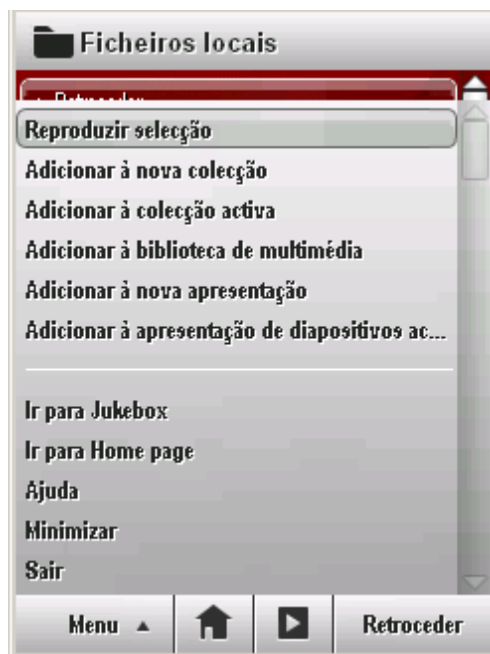 Ficheiros locais
Reproduzir selecção
Adicionar à nova colecção
Adicionar à colecção activa
Adicionar à biblioteca de multimédia
Adicionar à nova apresentação
Adicionar à apresentação de diapositivos ac...
Ir para Jukebox
Ir para Home page
Ajuda
Minimizar
Sair
Menu
Retroceder